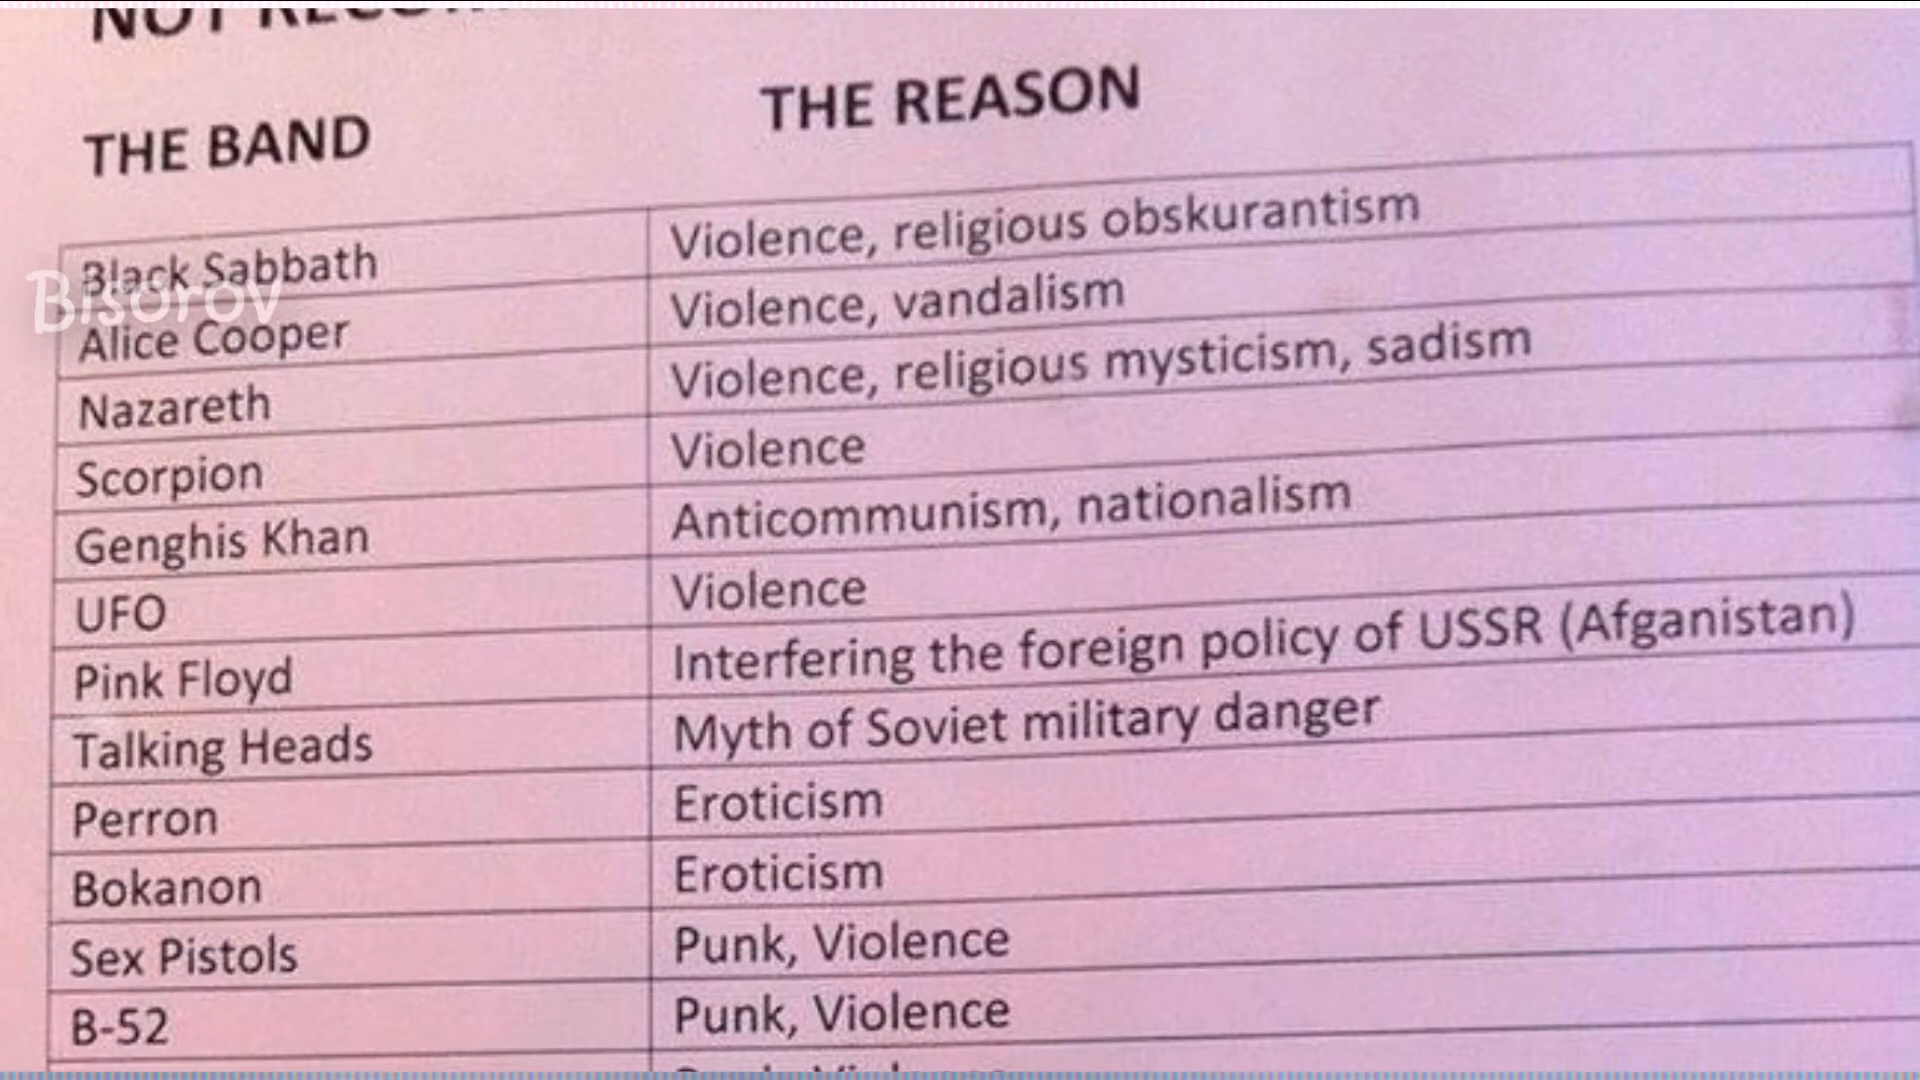 NOT RECOM
THE BAND THE REASON
Black Sabbath Violence, religious obskurantism
Bisorov
Alice Cooper Violence, vandalism
Nazareth Violence, religious mysticism, sadism
Scorpion Violence
Genghis Khan Anticommunism, nationalism
UFO Violence
Pink Floyd Interfering the foreign policy of USSR (Afganistan)
Talking Heads Myth of Soviet military danger
Perron Eroticism
Bokanon Eroticism
Sex Pistols Punk, Violence
B-52 Punk, Violence